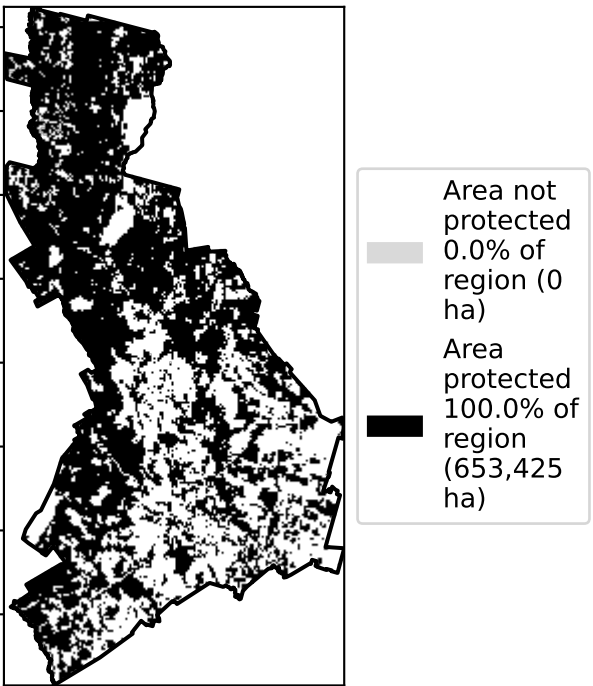 Area not
protected
0.0% of
region (0
ha)
Area
protected
100.0% of
region
(653,425
ha)